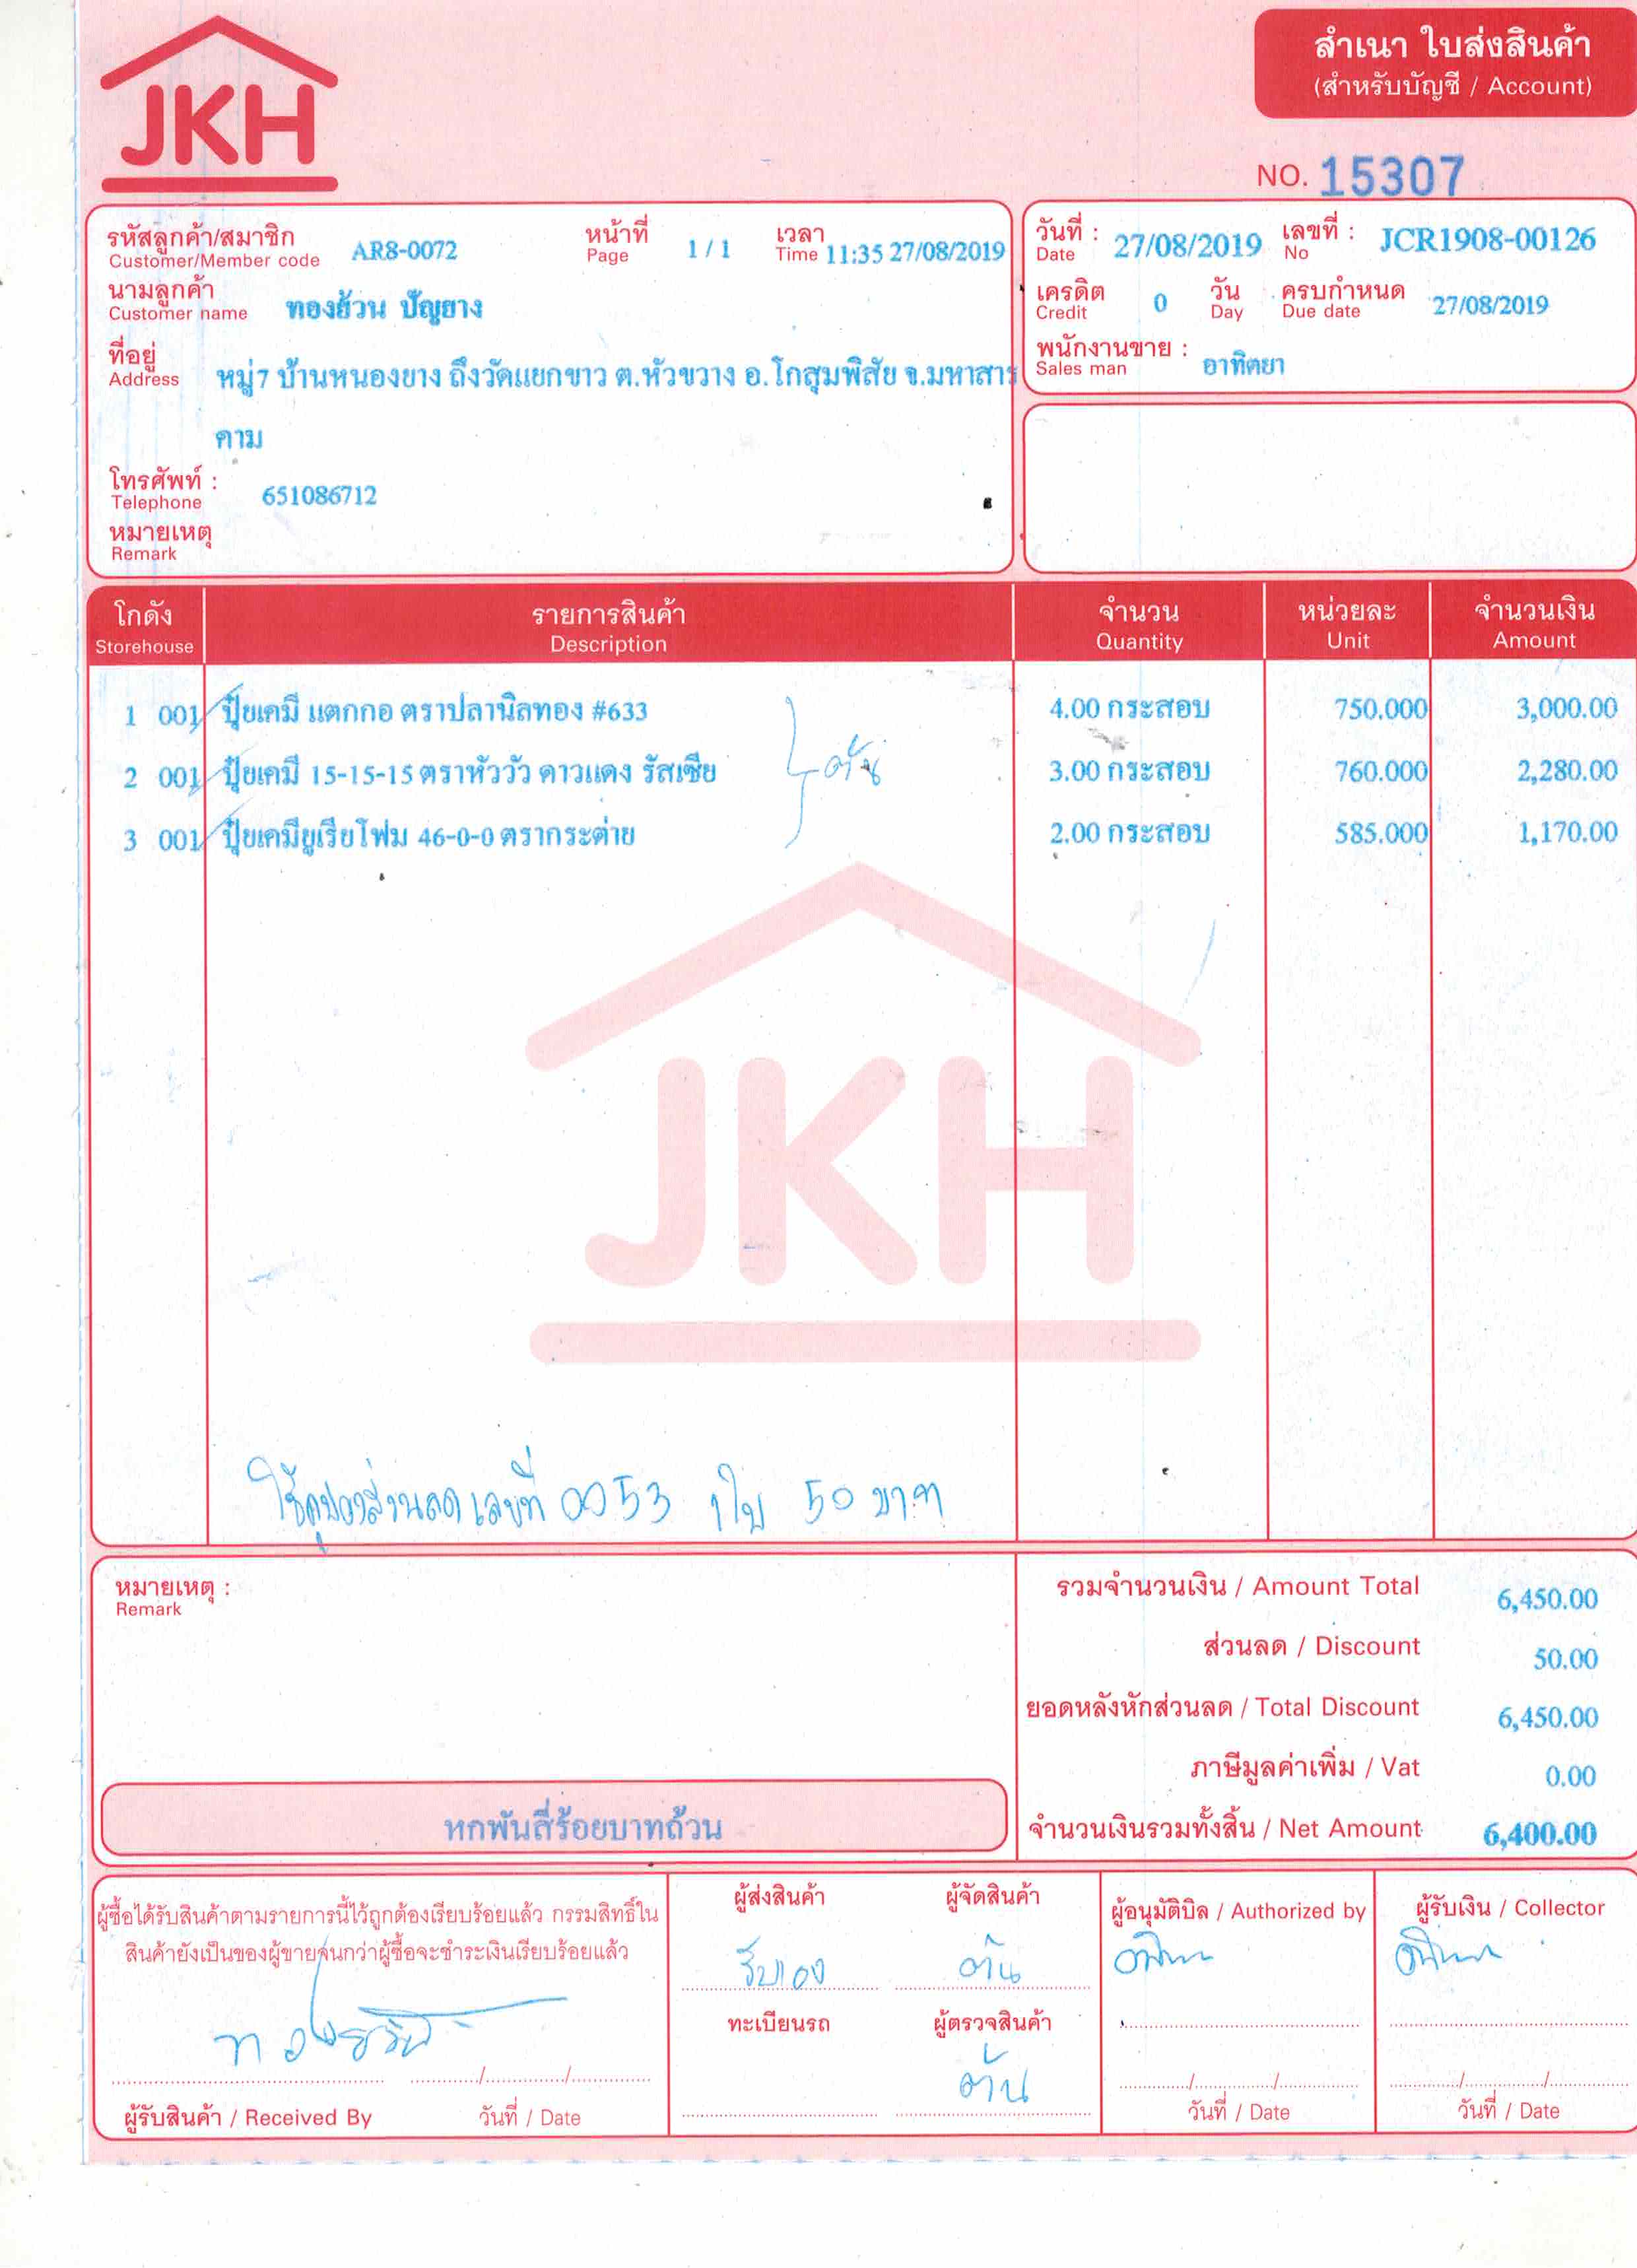 JKH
สำเนา ใบส่งสินค้า
(สำหรับบัญชี / Account)
NO. 15307
รหัสลูกค้า/สมาชิก AR8-0072 หน้าที่ 1 / 1 เวลา
Customer/Member code Page Time 11:35 27/08/2019
นามลูกค้า ทองย้วน ปัญยาง
Customer name
ที่อยู่ หมู่7 บ้านหนองยาง ถึงวัดแยกขาว ต.หัวขวาง อ.โกสุมพิสัย จ.มหาสาร
Address
คาม
โทรศัพท์ : 651086712
Telephone
หมายเหตุ
Remark
วันที่ : 27/08/2019 เลขที่ : JCR1908-00126
Date No
เครดิต 0 วัน ครบกำหนด 27/08/2019
Credit Day Due date
พนักงานขาย : อาทิตยา
Sales man
โกดัง รายการสินค้า จำนวน หน่วยละ จำนวนเงิน
Storehouse Description Quantity Unit Amount
1 001 ปุ๋ยเคมี แตกกอ ตราปลานิลทอง #633 4.00 กระสอบ 750.000 3,000.00
2 001 ปุ๋ยเคมี 15-15-15 ตราหัววัว ดาวแดง รัสเซีย 3.00 กระสอบ 760.000 2,280.00
3 001 ปุ๋ยเคมียูเรียโฟม 46-0-0 ตรากระต่าย 2.00 กระสอบ 585.000 1,170.00
ต้น
JKH
ใช้คูปองส่วนลด เลขที่ 0053 1ใบ 50 บาท
หมายเหตุ :
Remark
รวมจำนวนเงิน / Amount Total 6,450.00
ส่วนลด / Discount 50.00
ยอดหลังหักส่วนลด / Total Discount 6,450.00
ภาษีมูลค่าเพิ่ม / Vat 0.00
หกพันสี่ร้อยบาทถ้วน
จำนวนเงินรวมทั้งสิ้น / Net Amount 6,400.00
ผู้ซื้อได้รับสินค้าตามรายการนี้ไว้ถูกต้องเรียบร้อยแล้ว กรรมสิทธิ์ใน
สินค้ายังเป็นของผู้ขายจนกว่าผู้ซื้อจะชำระเงินเรียบร้อยแล้ว
ผู้รับสินค้า / Received By วันที่ / Date
ผู้ส่งสินค้า ผู้จัดสินค้า
รับเอง ต้น
ทะเบียนรถ ผู้ตรวจสินค้า
ต้น
ผู้อนุมัติบิล / Authorized by
วันที่ / Date
ผู้รับเงิน / Collector
วันที่ / Date